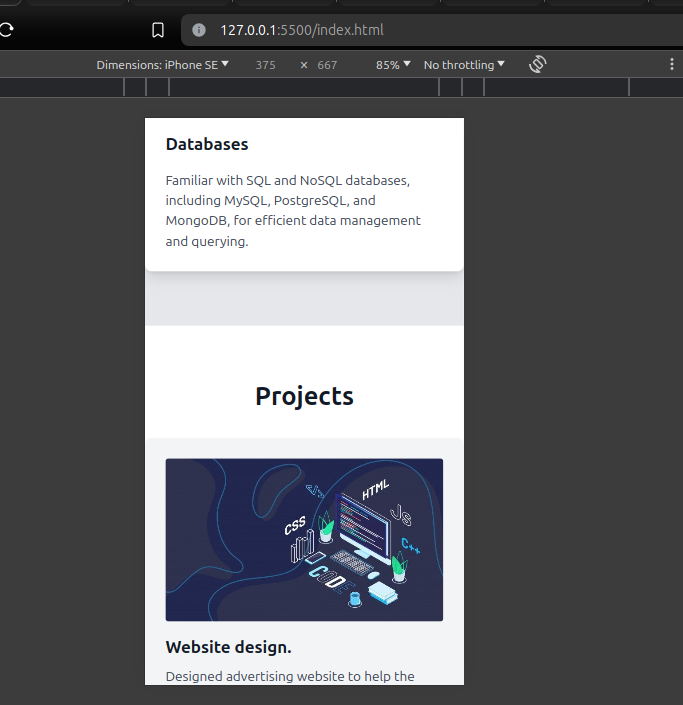 127.0.0.1:5500/index.html
Dimensions: iPhone SE 375 × 667 85% No throttling
Databases
Familiar with SQL and NoSQL databases,
including MySQL, PostgreSQL, and
MongoDB, for efficient data management
and querying.
Projects
</>
HTML
CSS
JS
C++
CODE
Website design.
Designed advertising website to help the